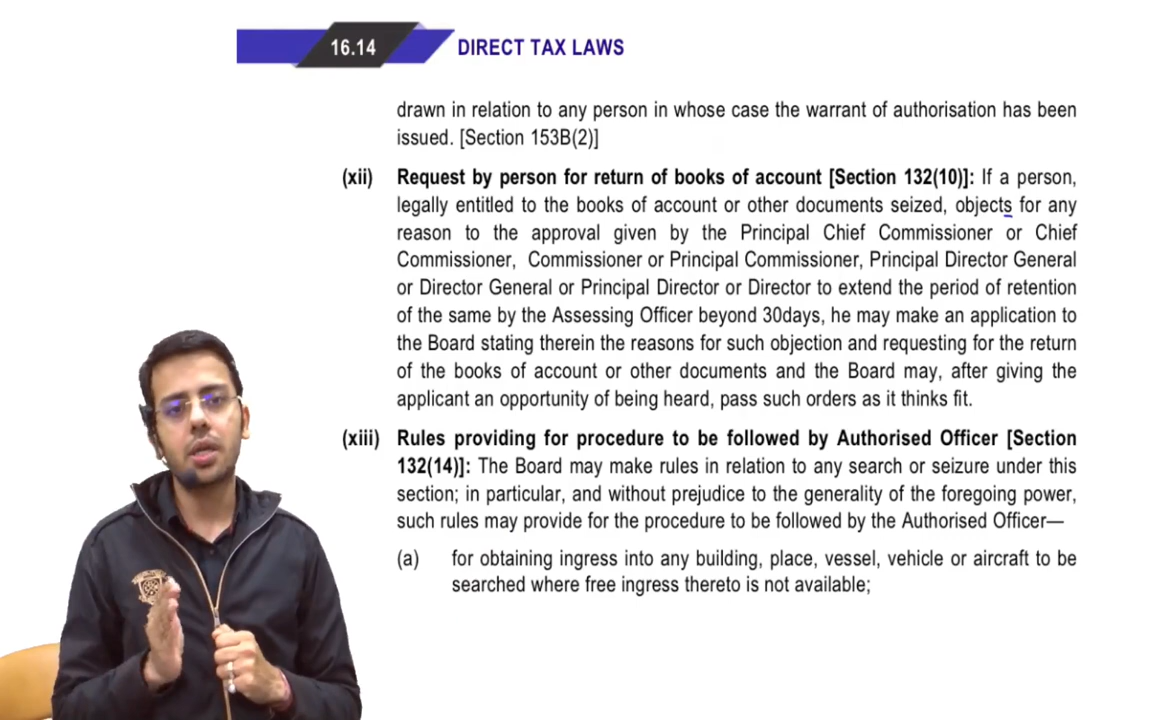 16.14 DIRECT TAX LAWS
drawn in relation to any person in whose case the warrant of authorisation has been
issued. [Section 153B(2)]
(xii) Request by person for return of books of account [Section 132(10)]: If a person,
legally entitled to the books of account or other documents seized, objects for any
reason to the approval given by the Principal Chief Commissioner or Chief
Commissioner, Commissioner or Principal Commissioner, Principal Director General
or Director General or Principal Director or Director to extend the period of retention
of the same by the Assessing Officer beyond 30days, he may make an application to
the Board stating therein the reasons for such objection and requesting for the return
of the books of account or other documents and the Board may, after giving the
applicant an opportunity of being heard, pass such orders as it thinks fit.
(xiii) Rules providing for procedure to be followed by Authorised Officer [Section
132(14)]: The Board may make rules in relation to any search or seizure under this
section; in particular, and without prejudice to the generality of the foregoing power,
such rules may provide for the procedure to be followed by the Authorised Officer—
(a) for obtaining ingress into any building, place, vessel, vehicle or aircraft to be
searched where free ingress thereto is not available;